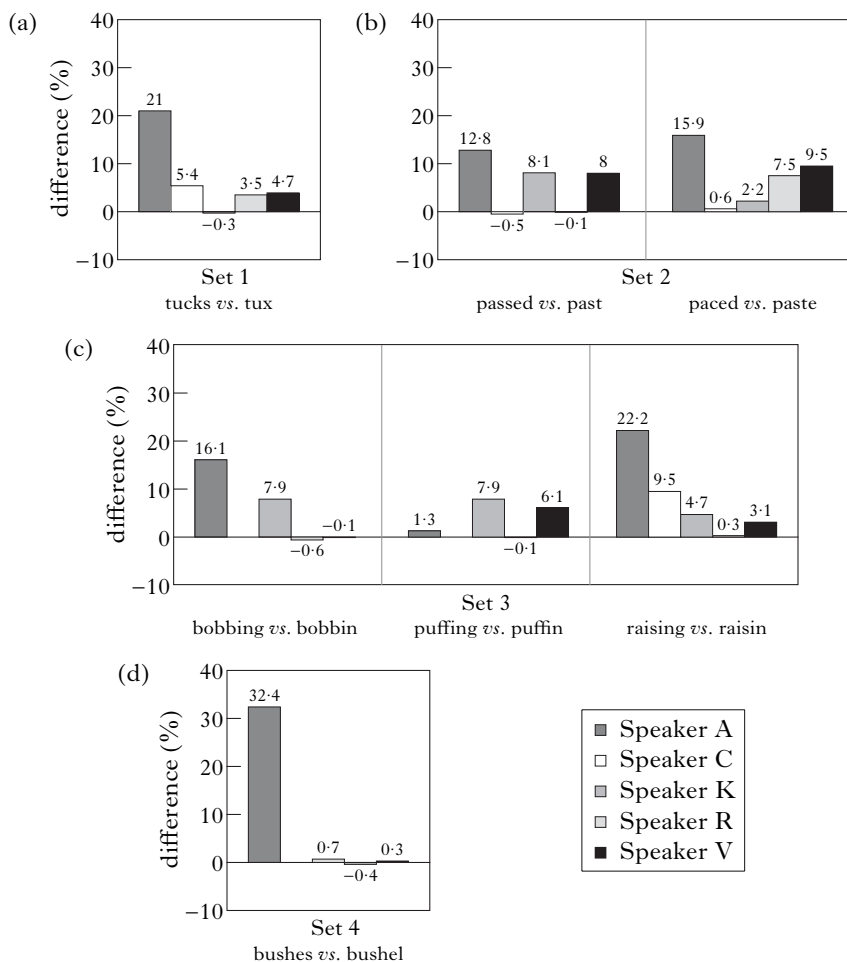 (a)
difference (%)
40
30
20
10
0
−10
21
5·4
−0·3
3·5
4·7
Set 1
tucks vs. tux
(b)
40
30
20
10
0
−10
12·8
−0·5
8·1
−0·1
8
15·9
0·6
2·2
7·5
9·5
Set 2
passed vs. past
paced vs. paste
(c)
difference (%)
40
30
20
10
0
−10
16·1
7·9
−0·6
−0·1
1·3
7·9
−0·1
6·1
22·2
9·5
4·7
0·3
3·1
Set 3
bobbing vs. bobbin
puffing vs. puffin
raising vs. raisin
(d)
difference (%)
40
30
20
10
0
−10
32·4
0·7
−0·4
0·3
Set 4
bushes vs. bushel
Speaker A
Speaker C
Speaker K
Speaker R
Speaker V